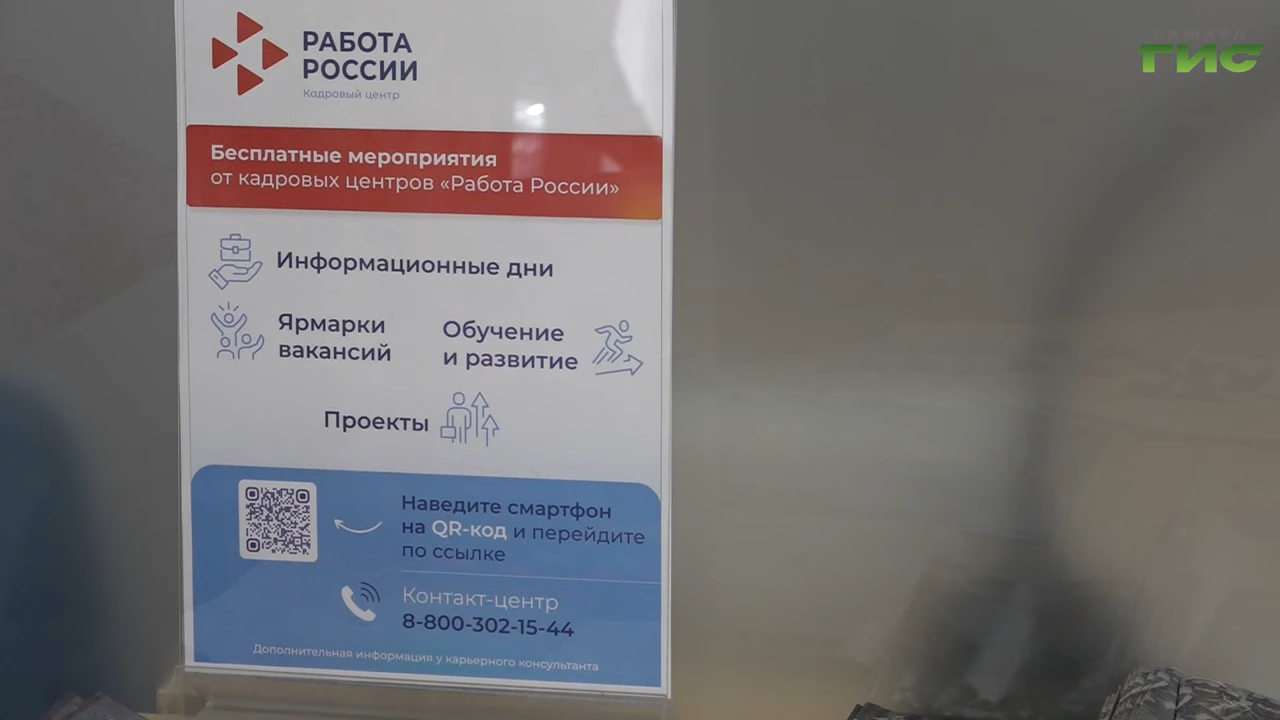 САМАРА
ГИС
РАБОТА
РОССИИ
Кадровый центр
Бесплатные мероприятия
от кадровых центров «Работа России»
Информационные дни
Ярмарки
вакансий
Обучение
и развитие
Проекты
Наведите смартфон
на QR-код и перейдите
по ссылке
Контакт-центр
8-800-302-15-44
Дополнительная информация у карьерного консультанта